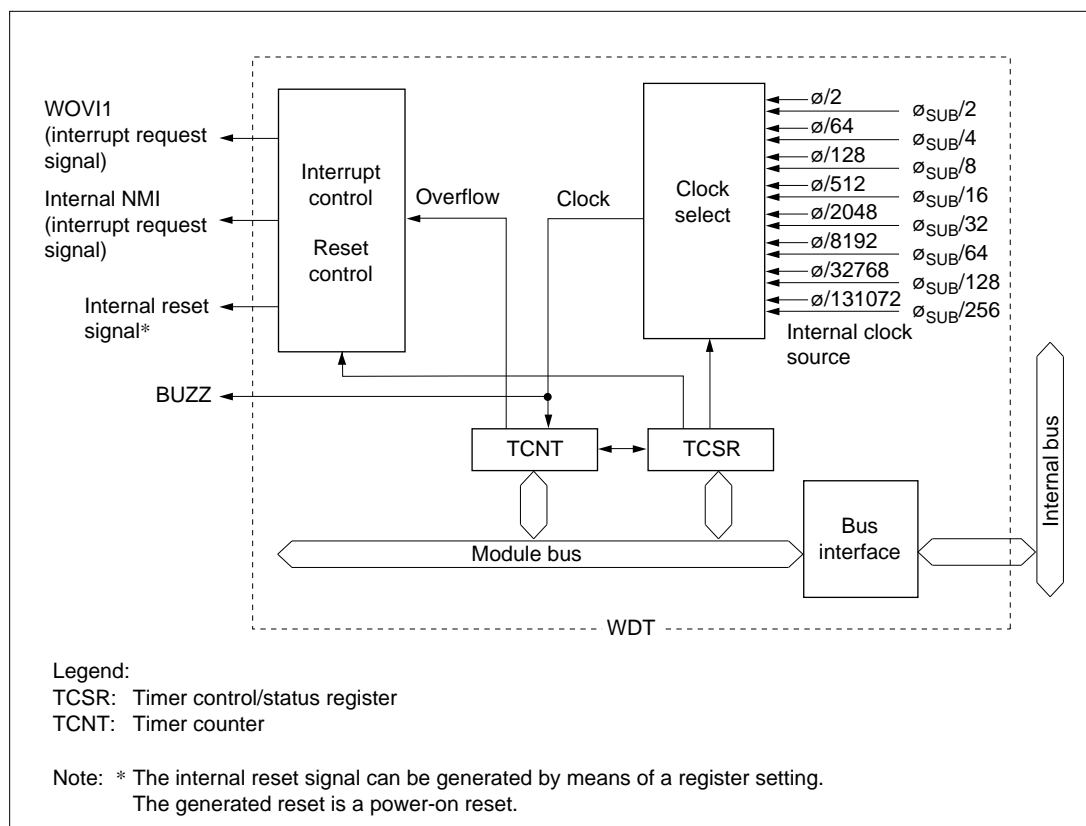 WOVI1
(interrupt request
signal)
Internal NMI
(interrupt request
signal)
Internal reset
signal*
BUZZ
Interrupt
control
Reset
control
Overflow
Clock
Clock
select
ø/2
øSUB/2
ø/64
øSUB/4
ø/128
øSUB/8
ø/512
øSUB/16
ø/2048
øSUB/32
ø/8192
øSUB/64
ø/32768
øSUB/128
ø/131072
øSUB/256
Internal clock
source
TCNT
TCSR
Module bus
Bus
interface
Internal bus
WDT
Legend:
TCSR: Timer control/status register
TCNT: Timer counter
Note: * The internal reset signal can be generated by means of a register setting.
The generated reset is a power-on reset.